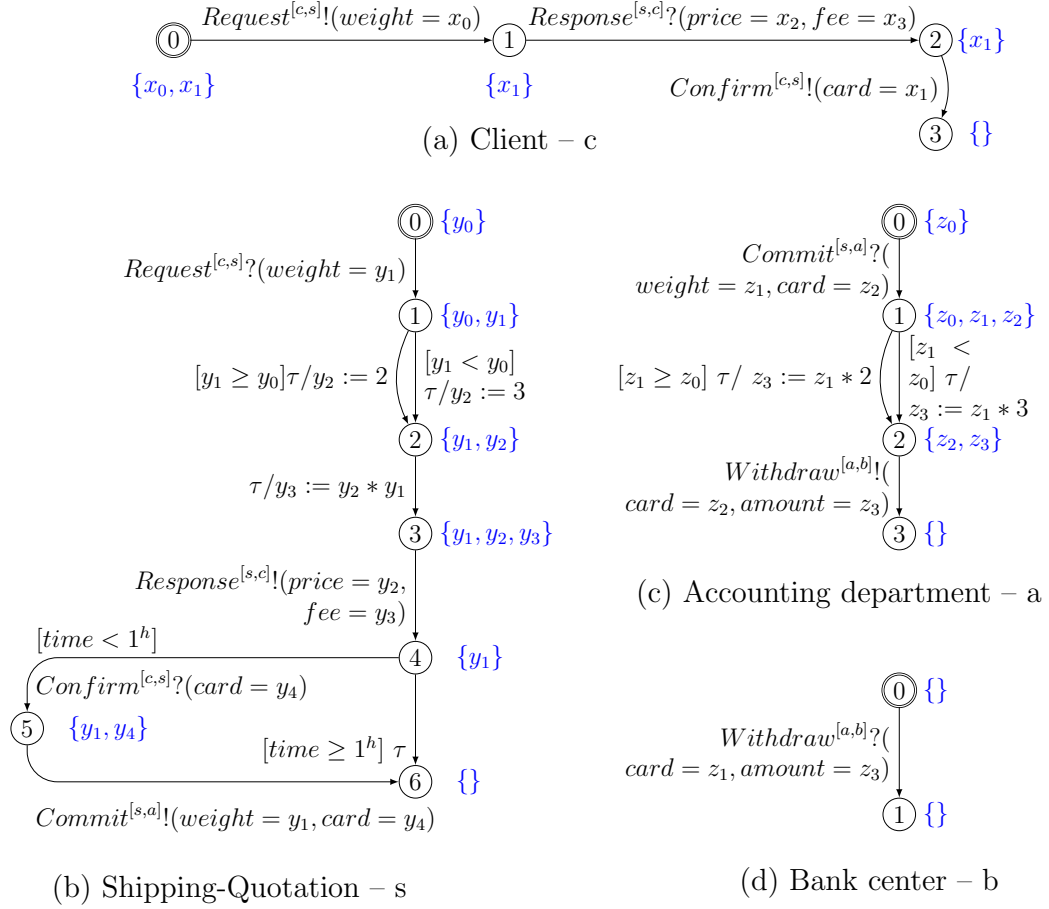 Request^{[c,s]}!(weight = x_0)
Response^{[s,c]}?(price = x_2, fee = x_3)
0
1
2
{x_1}
{x_0, x_1}
{x_1}
Confirm^{[c,s]}!(card = x_1)
3
{}
(a) Client – c
0
{y_0}
Request^{[c,s]}?(weight = y_1)
1
{y_0, y_1}
[y_1 ≥ y_0]τ/y_2 := 2
[y_1 < y_0]
τ/y_2 := 3
2
{y_1, y_2}
τ/y_3 := y_2 * y_1
3
{y_1, y_2, y_3}
Response^{[s,c]}!(price = y_2,
fee = y_3)
[time < 1^h]
4
{y_1}
Confirm^{[c,s]}?(card = y_4)
5
{y_1, y_4}
[time ≥ 1^h] τ
6
{}
Commit^{[s,a]}!(weight = y_1, card = y_4)
(b) Shipping-Quotation – s
0
{z_0}
Commit^{[s,a]}?(
weight = z_1, card = z_2)
1
{z_0, z_1, z_2}
[z_1 ≥ z_0] τ/ z_3 := z_1 * 2
[z_1 <
z_0] τ/
z_3 := z_1 * 3
2
{z_2, z_3}
Withdraw^{[a,b]}!(
card = z_2, amount = z_3)
3
{}
(c) Accounting department – a
0
{}
Withdraw^{[a,b]}?(
card = z_1, amount = z_3)
1
{}
(d) Bank center – b